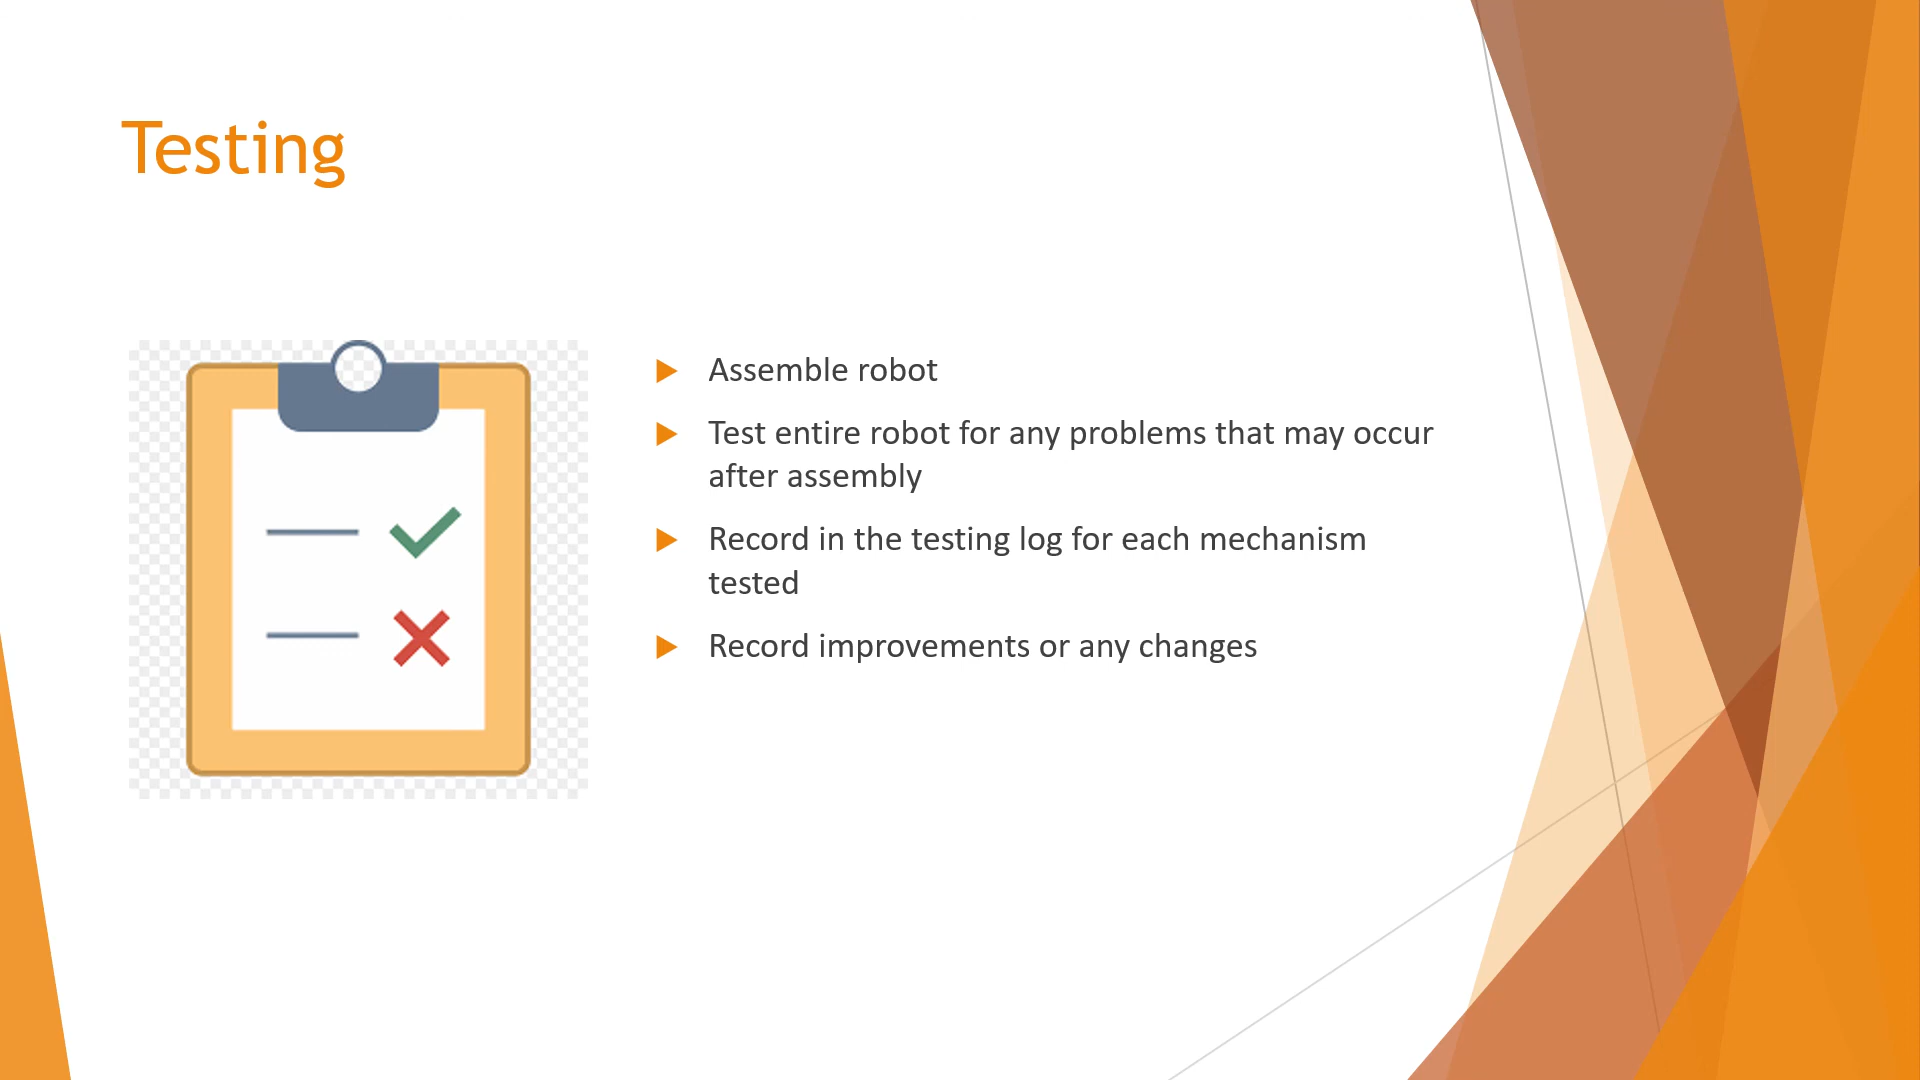 Testing
Assemble robot
Test entire robot for any problems that may occur
after assembly
Record in the testing log for each mechanism
tested
Record improvements or any changes